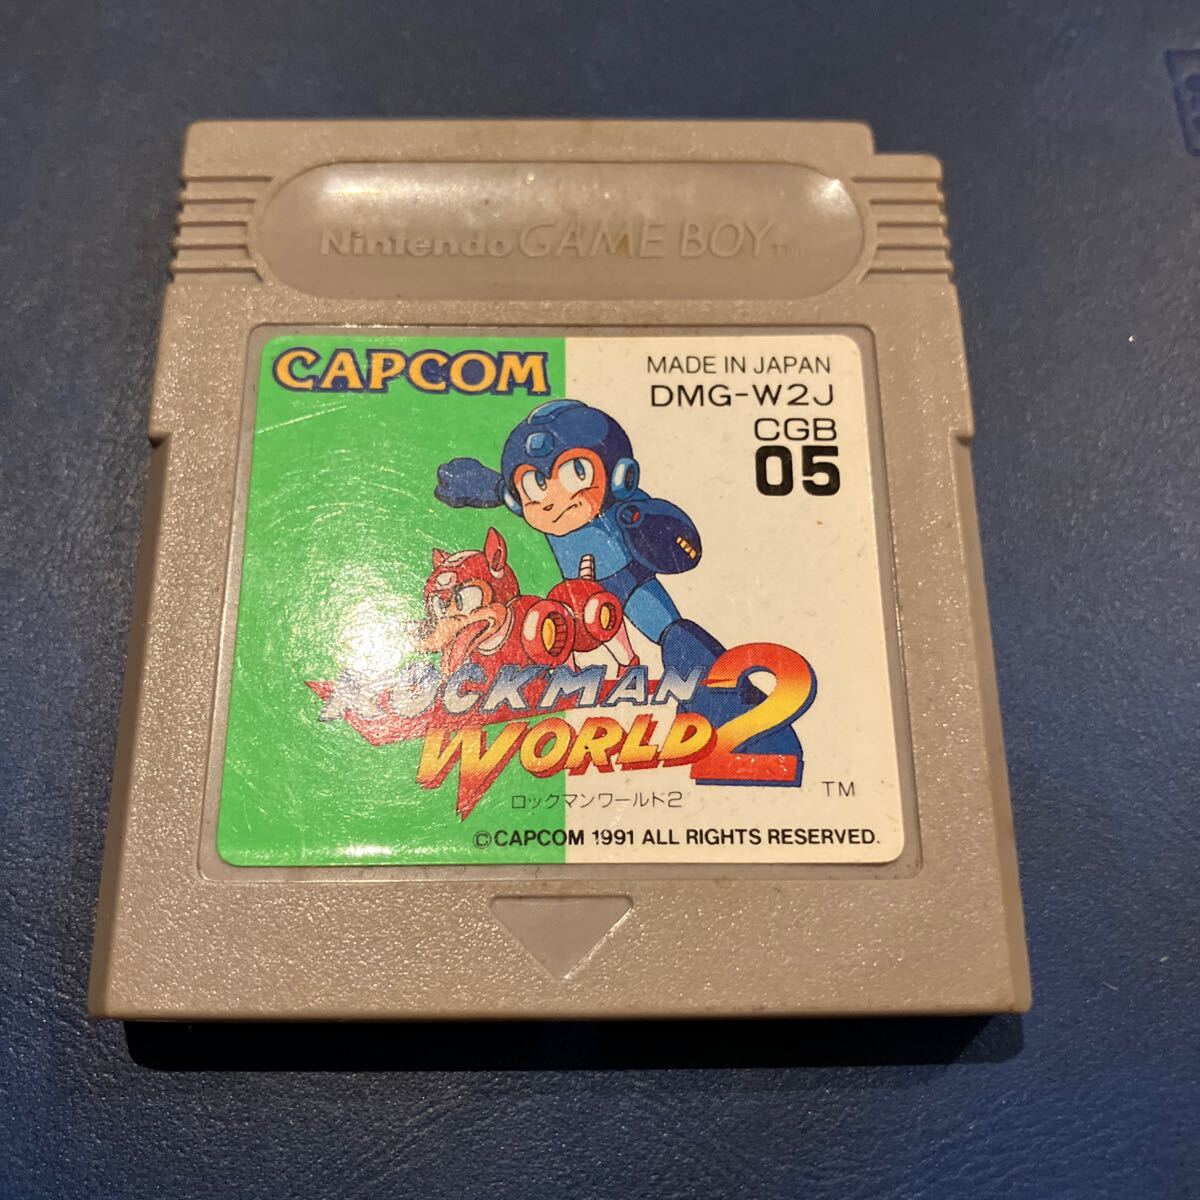 Nintendo GAME BOY™
CAPCOM
MADE IN JAPAN
DMG-W2J
CGB
05
ROCKMAN
WORLD 2
TM
ロックマンワールド2
©CAPCOM 1991 ALL RIGHTS RESERVED.